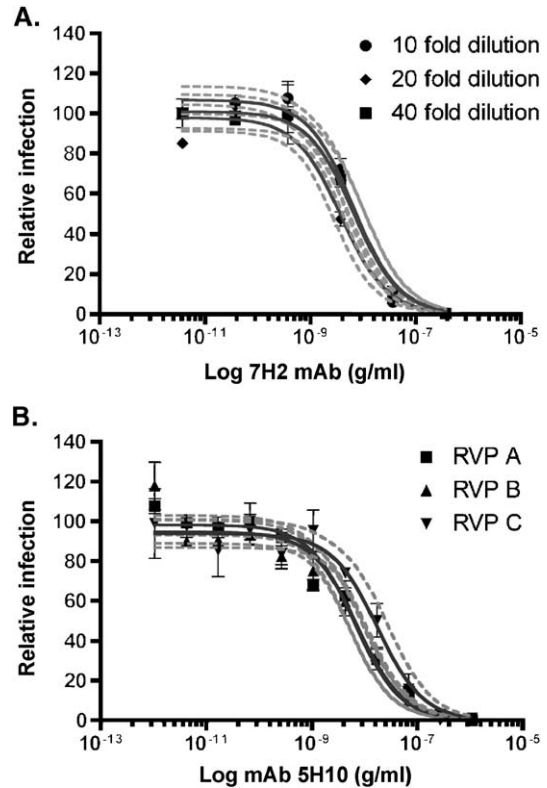 A.
140
120
100
80
60
40
20
0
Relative infection
10 fold dilution
20 fold dilution
40 fold dilution
10-13
10-11
10-9
10-7
10-5
Log 7H2 mAb (g/ml)
B.
140
120
100
80
60
40
20
0
Relative infection
RVP A
RVP B
RVP C
10-13
10-11
10-9
10-7
10-5
Log mAb 5H10 (g/ml)